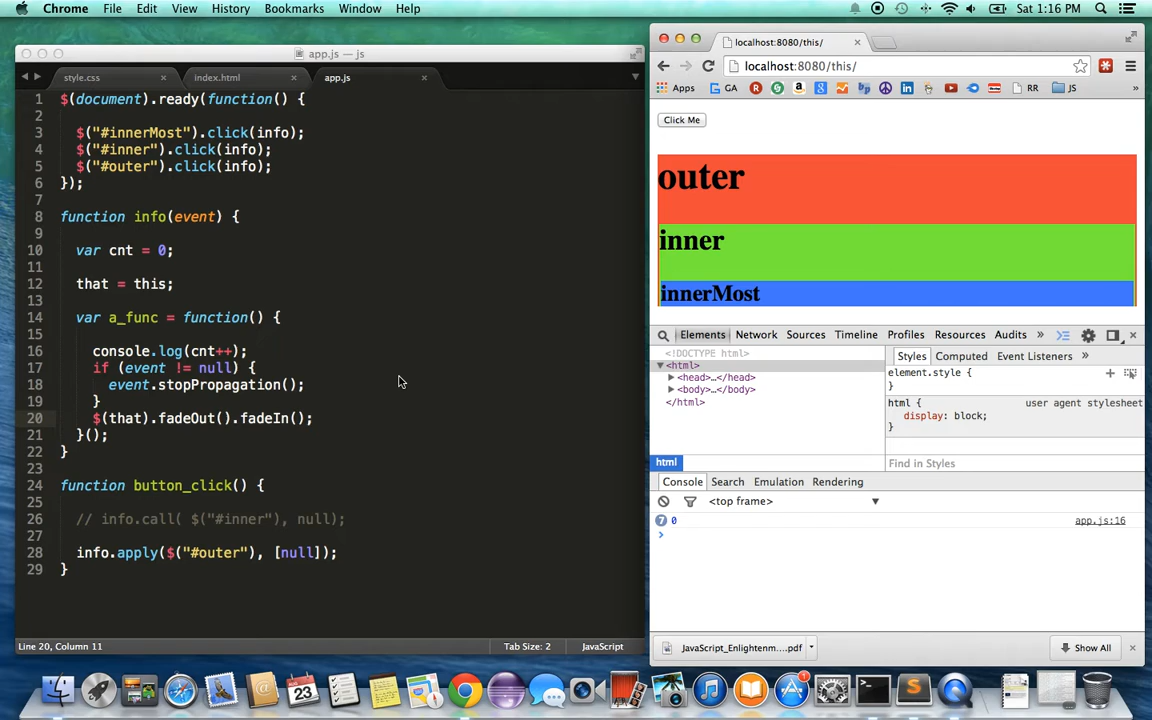 Chrome File Edit View History Bookmarks Window Help Sat 1:16 PM
app.js — js
style.css index.html app.js
1 $(document).ready(function() {
2
3 $("#innerMost").click(info);
4 $("#inner").click(info);
5 $("#outer").click(info);
6 });
7
8 function info(event) {
9
10 var cnt = 0;
11
12 that = this;
13
14 var a_func = function() {
15
16 console.log(cnt++);
17 if (event != null) {
18 event.stopPropagation();
19 }
20 $(that).fadeOut().fadeIn();
21 }();
22 }
23
24 function button_click() {
25
26 // info.call( $("#inner"), null);
27
28 info.apply($("#outer"), [null]);
29 }
Line 20, Column 11 Tab Size: 2 JavaScript
localhost:8080/this/
localhost:8080/this/
Apps GA RR JS »
Click Me
outer
inner
innerMost
Elements Network Sources Timeline Profiles Resources Audits »
<!DOCTYPE html>
<html>
<head>…</head>
<body>…</body>
</html>
html
Styles Computed Event Listeners »
element.style {
}
html { user agent stylesheet
display: block;
}
Find in Styles
Console Search Emulation Rendering
<top frame>
7 0 app.js:16
>
JavaScript_Enlightenm....pdf Show All
23
1